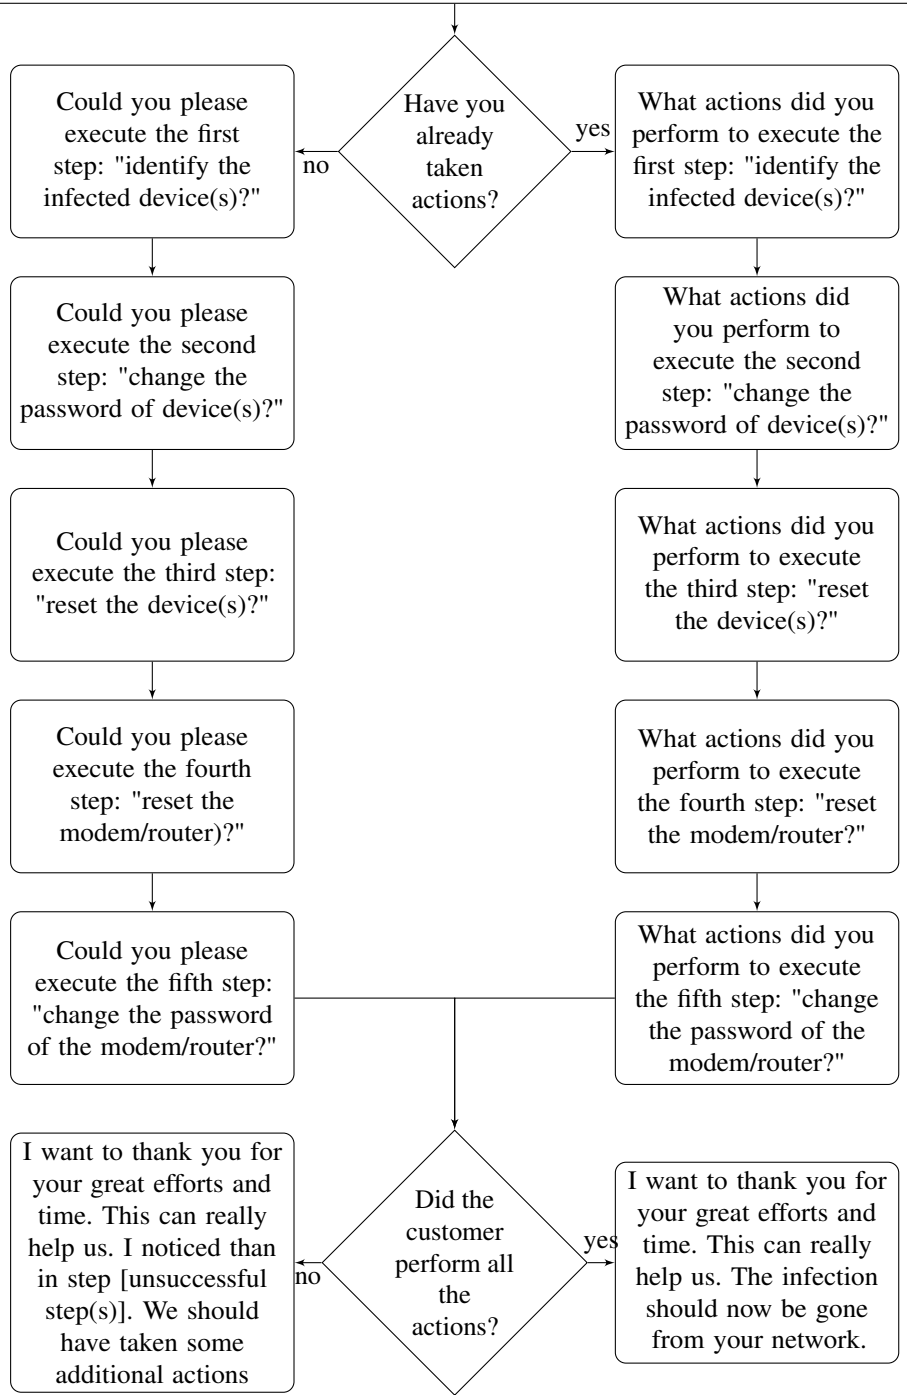 Have you
already
taken
actions?
no
yes
Could you please
execute the first
step: "identify the
infected device(s)?"
What actions did you
perform to execute the
first step: "identify the
infected device(s)?"
Could you please
execute the second
step: "change the
password of device(s)?"
What actions did
you perform to
execute the second
step: "change the
password of device(s)?"
Could you please
execute the third step:
"reset the device(s)?"
What actions did you
perform to execute
the third step: "reset
the device(s)?"
Could you please
execute the fourth
step: "reset the
modem/router)?"
What actions did you
perform to execute
the fourth step: "reset
the modem/router?"
Could you please
execute the fifth step:
"change the password
of the modem/router?"
What actions did you
perform to execute
the fifth step: "change
the password of the
modem/router?"
Did the
customer
perform all
the
actions?
no
yes
I want to thank you for
your great efforts and
time. This can really
help us. I noticed than
in step [unsuccessful
step(s)]. We should
have taken some
additional actions
I want to thank you for
your great efforts and
time. This can really
help us. The infection
should now be gone
from your network.